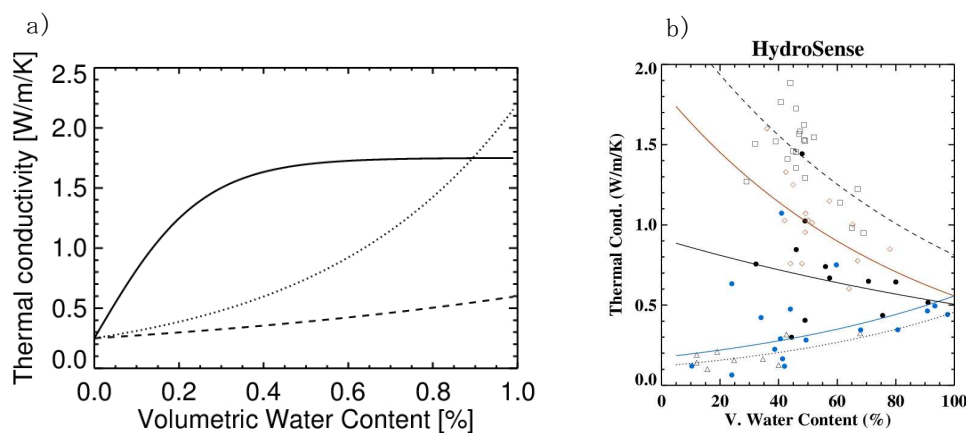 a)
Thermal conductivity [W/m/K]
2.5
2.0
1.5
1.0
0.5
0.0
0.0 0.2 0.4 0.6 0.8 1.0
Volumetric Water Content [%]
b)
HydroSense
Thermal Cond. (W/m/K)
2.0
1.5
1.0
0.5
0.0
0 20 40 60 80 100
V. Water Content (%)